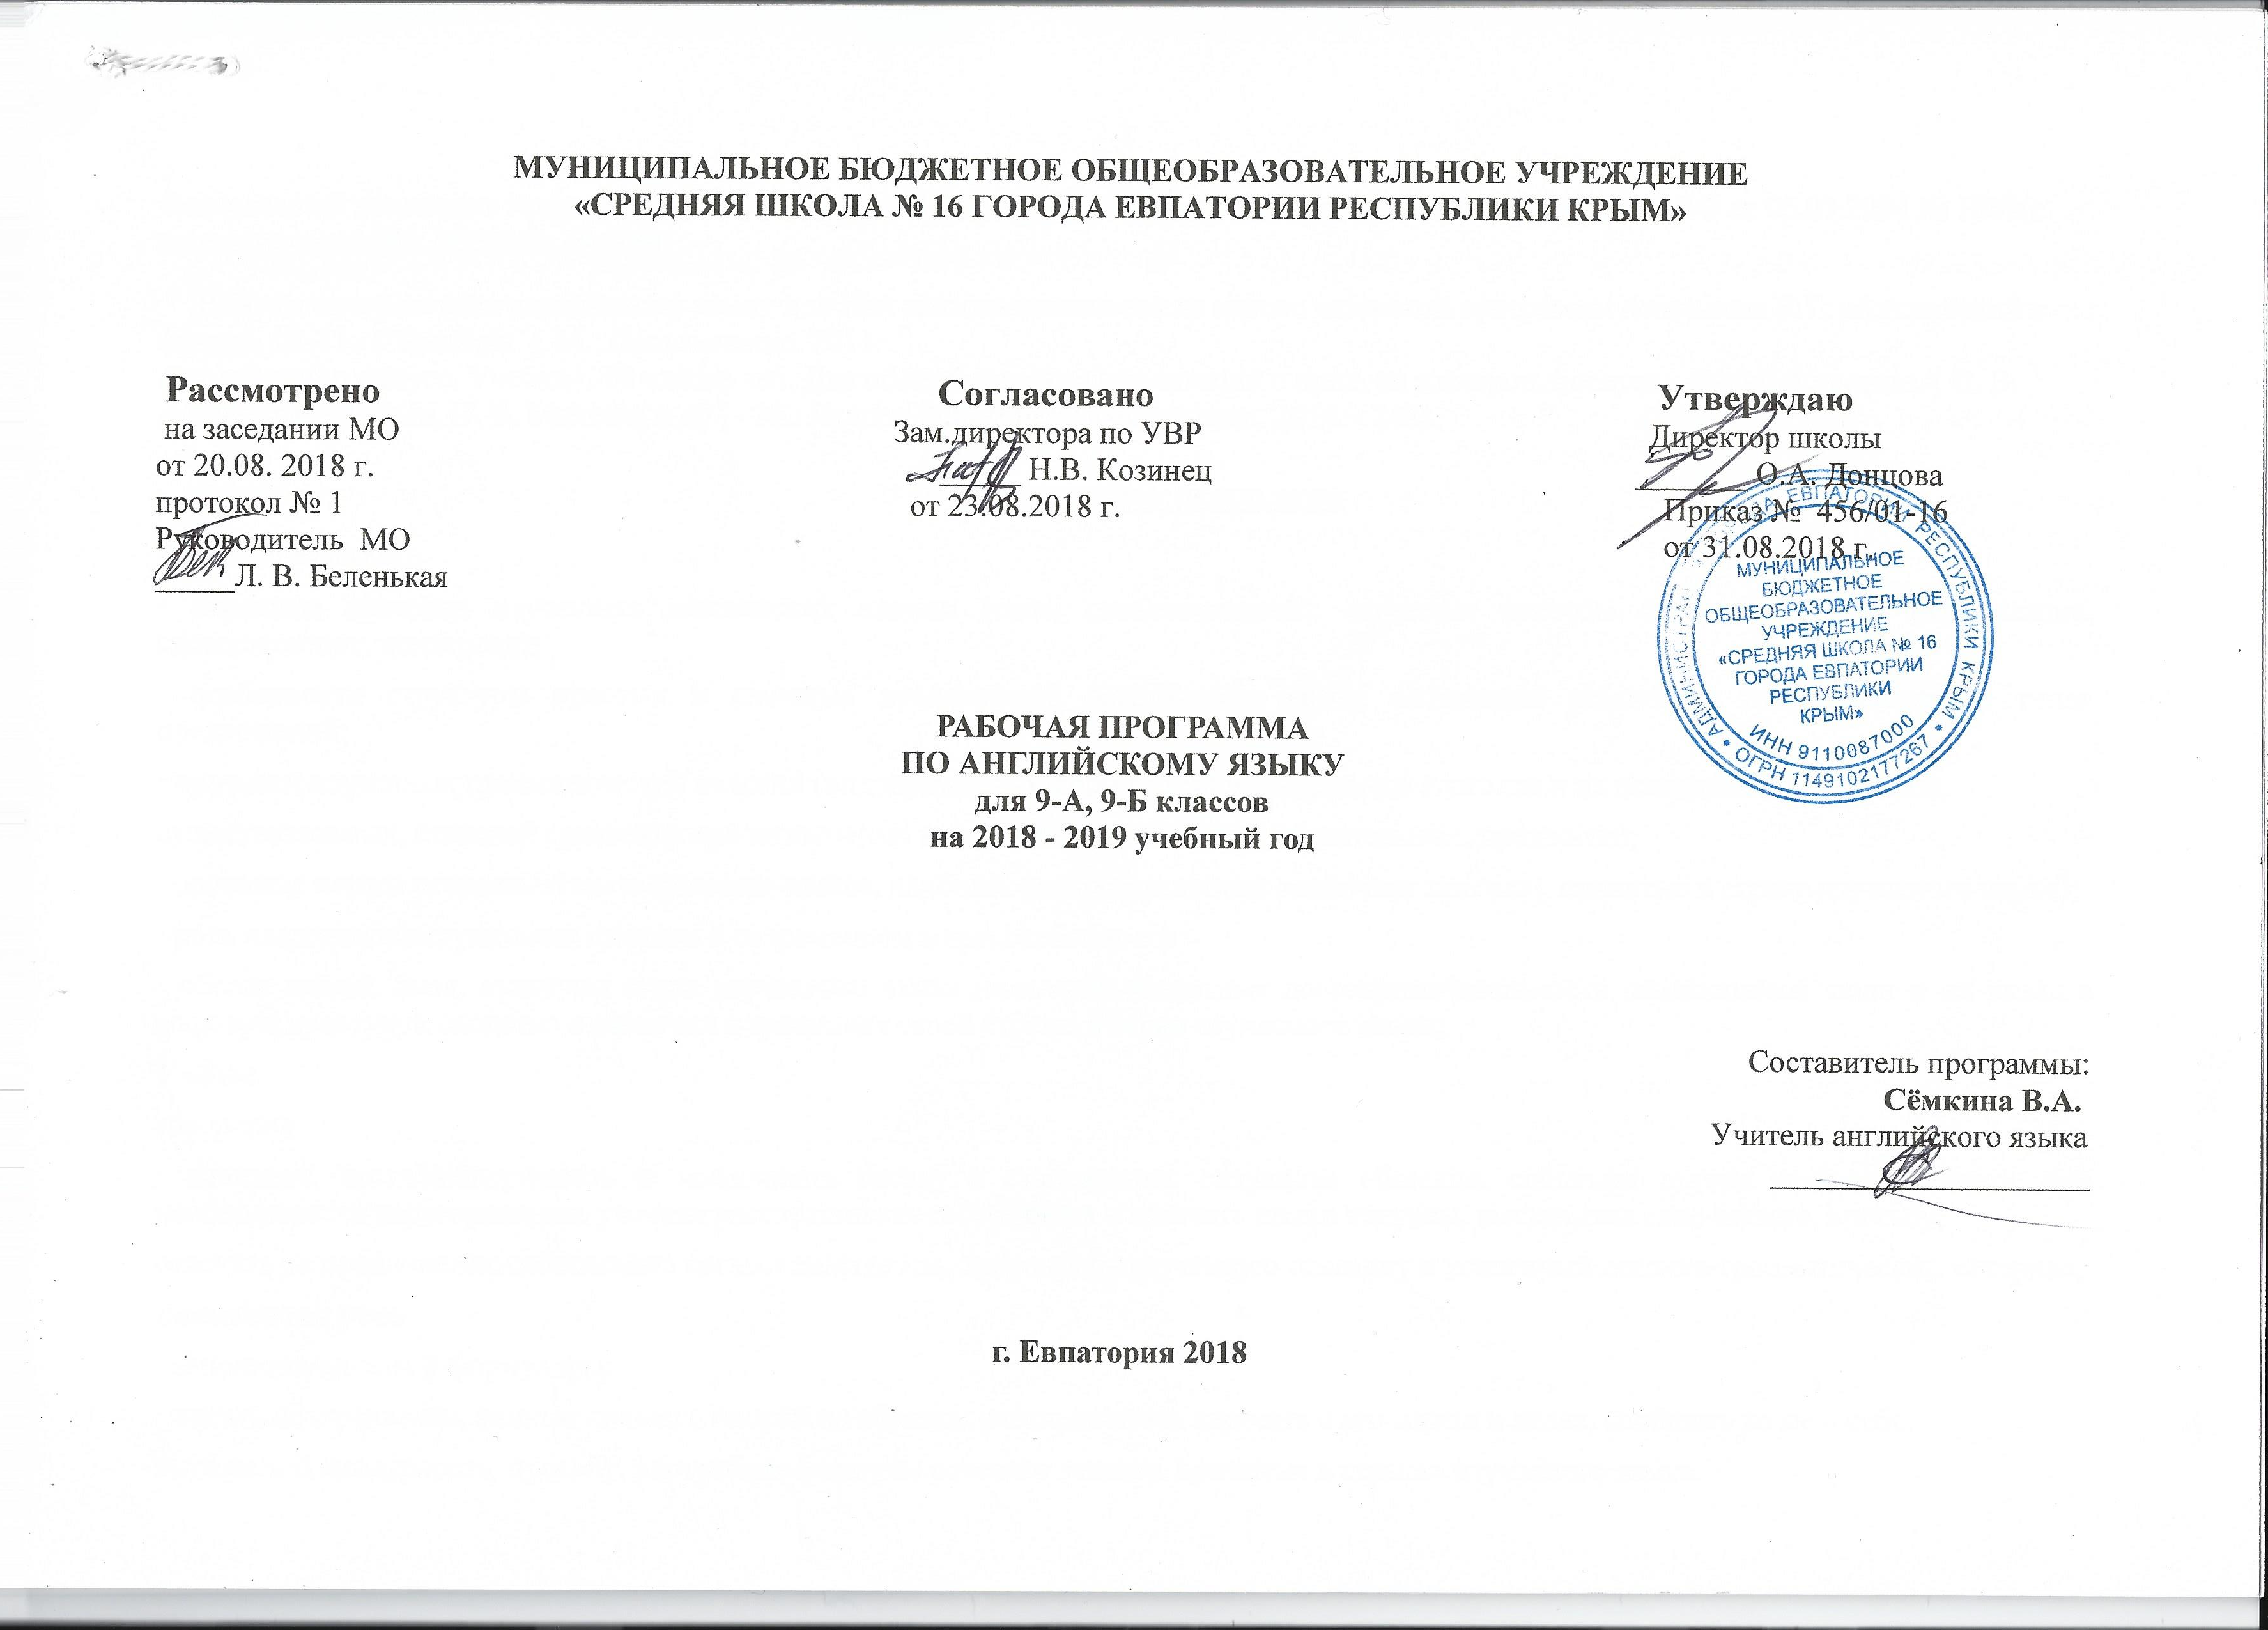 МУНИЦИПАЛЬНОЕ БЮДЖЕТНОЕ ОБЩЕОБРАЗОВАТЕЛЬНОЕ УЧРЕЖДЕНИЕ
«СРЕДНЯЯ ШКОЛА № 16 ГОРОДА ЕВПАТОРИИ РЕСПУБЛИКИ КРЫМ»
Рассмотрено
на заседании МО
от 20.08. 2018 г.
протокол № 1
Руководитель МО
Л. В. Беленькая
Согласовано
Зам.директора по УВР
Н.В. Козинец
от 23.08.2018 г.
Утверждаю
Директор школы
О.А. Донцова
Приказ № 456/01-16
от 31.08.2018 г.
ГОРОДА ЕВПАТОРИИ РЕСПУБЛИКИ КРЫМ
МУНИЦИПАЛЬНОЕ
БЮДЖЕТНОЕ
ОБЩЕОБРАЗОВАТЕЛЬНОЕ
УЧРЕЖДЕНИЕ
«СРЕДНЯЯ ШКОЛА № 16
ГОРОДА ЕВПАТОРИИ
РЕСПУБЛИКИ
КРЫМ»
ИНН 9110087000
ОГРН 1149102177267
РАБОЧАЯ ПРОГРАММА
ПО АНГЛИЙСКОМУ ЯЗЫКУ
для 9-А, 9-Б классов
на 2018 - 2019 учебный год
Составитель программы:
Сёмкина В.А.
Учитель английского языка
г. Евпатория 2018